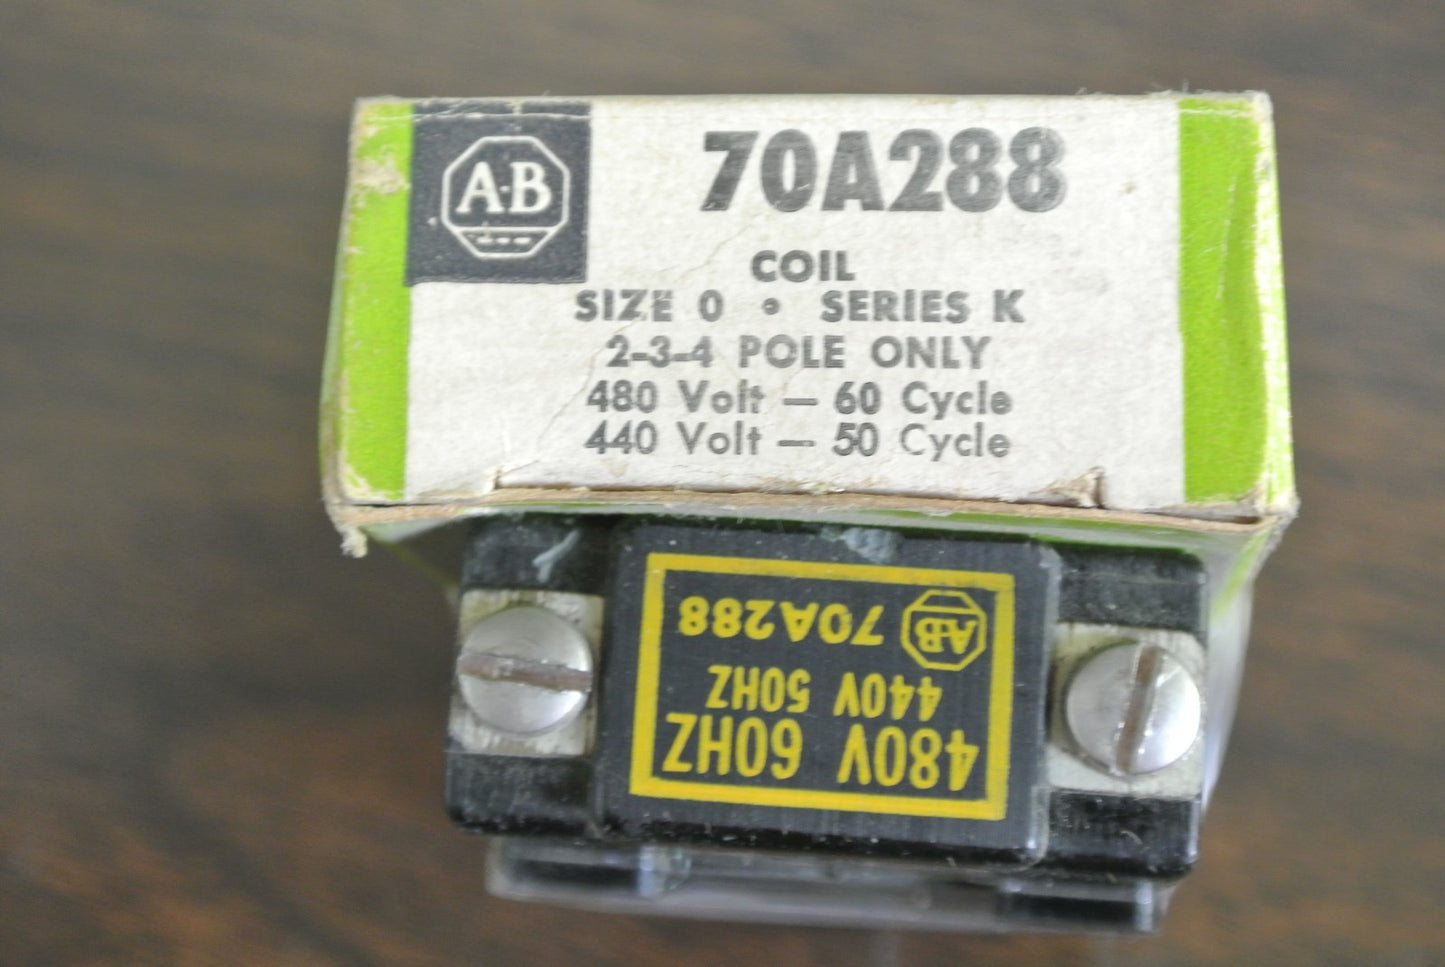 A-B
70A288
COIL
SIZE 0 • SERIES K
2-3-4 POLE ONLY
480 Volt — 60 Cycle
440 Volt — 50 Cycle
480V 60HZ
440V 50HZ
A-B 70A288